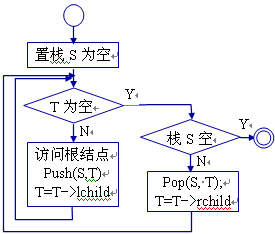 置栈 S 为空
T 为空
Y
N
访问根结点
Push(S,T)
T=T->lchild
栈 S 空
Y
N
Pop(S,T);
T=T->rchild